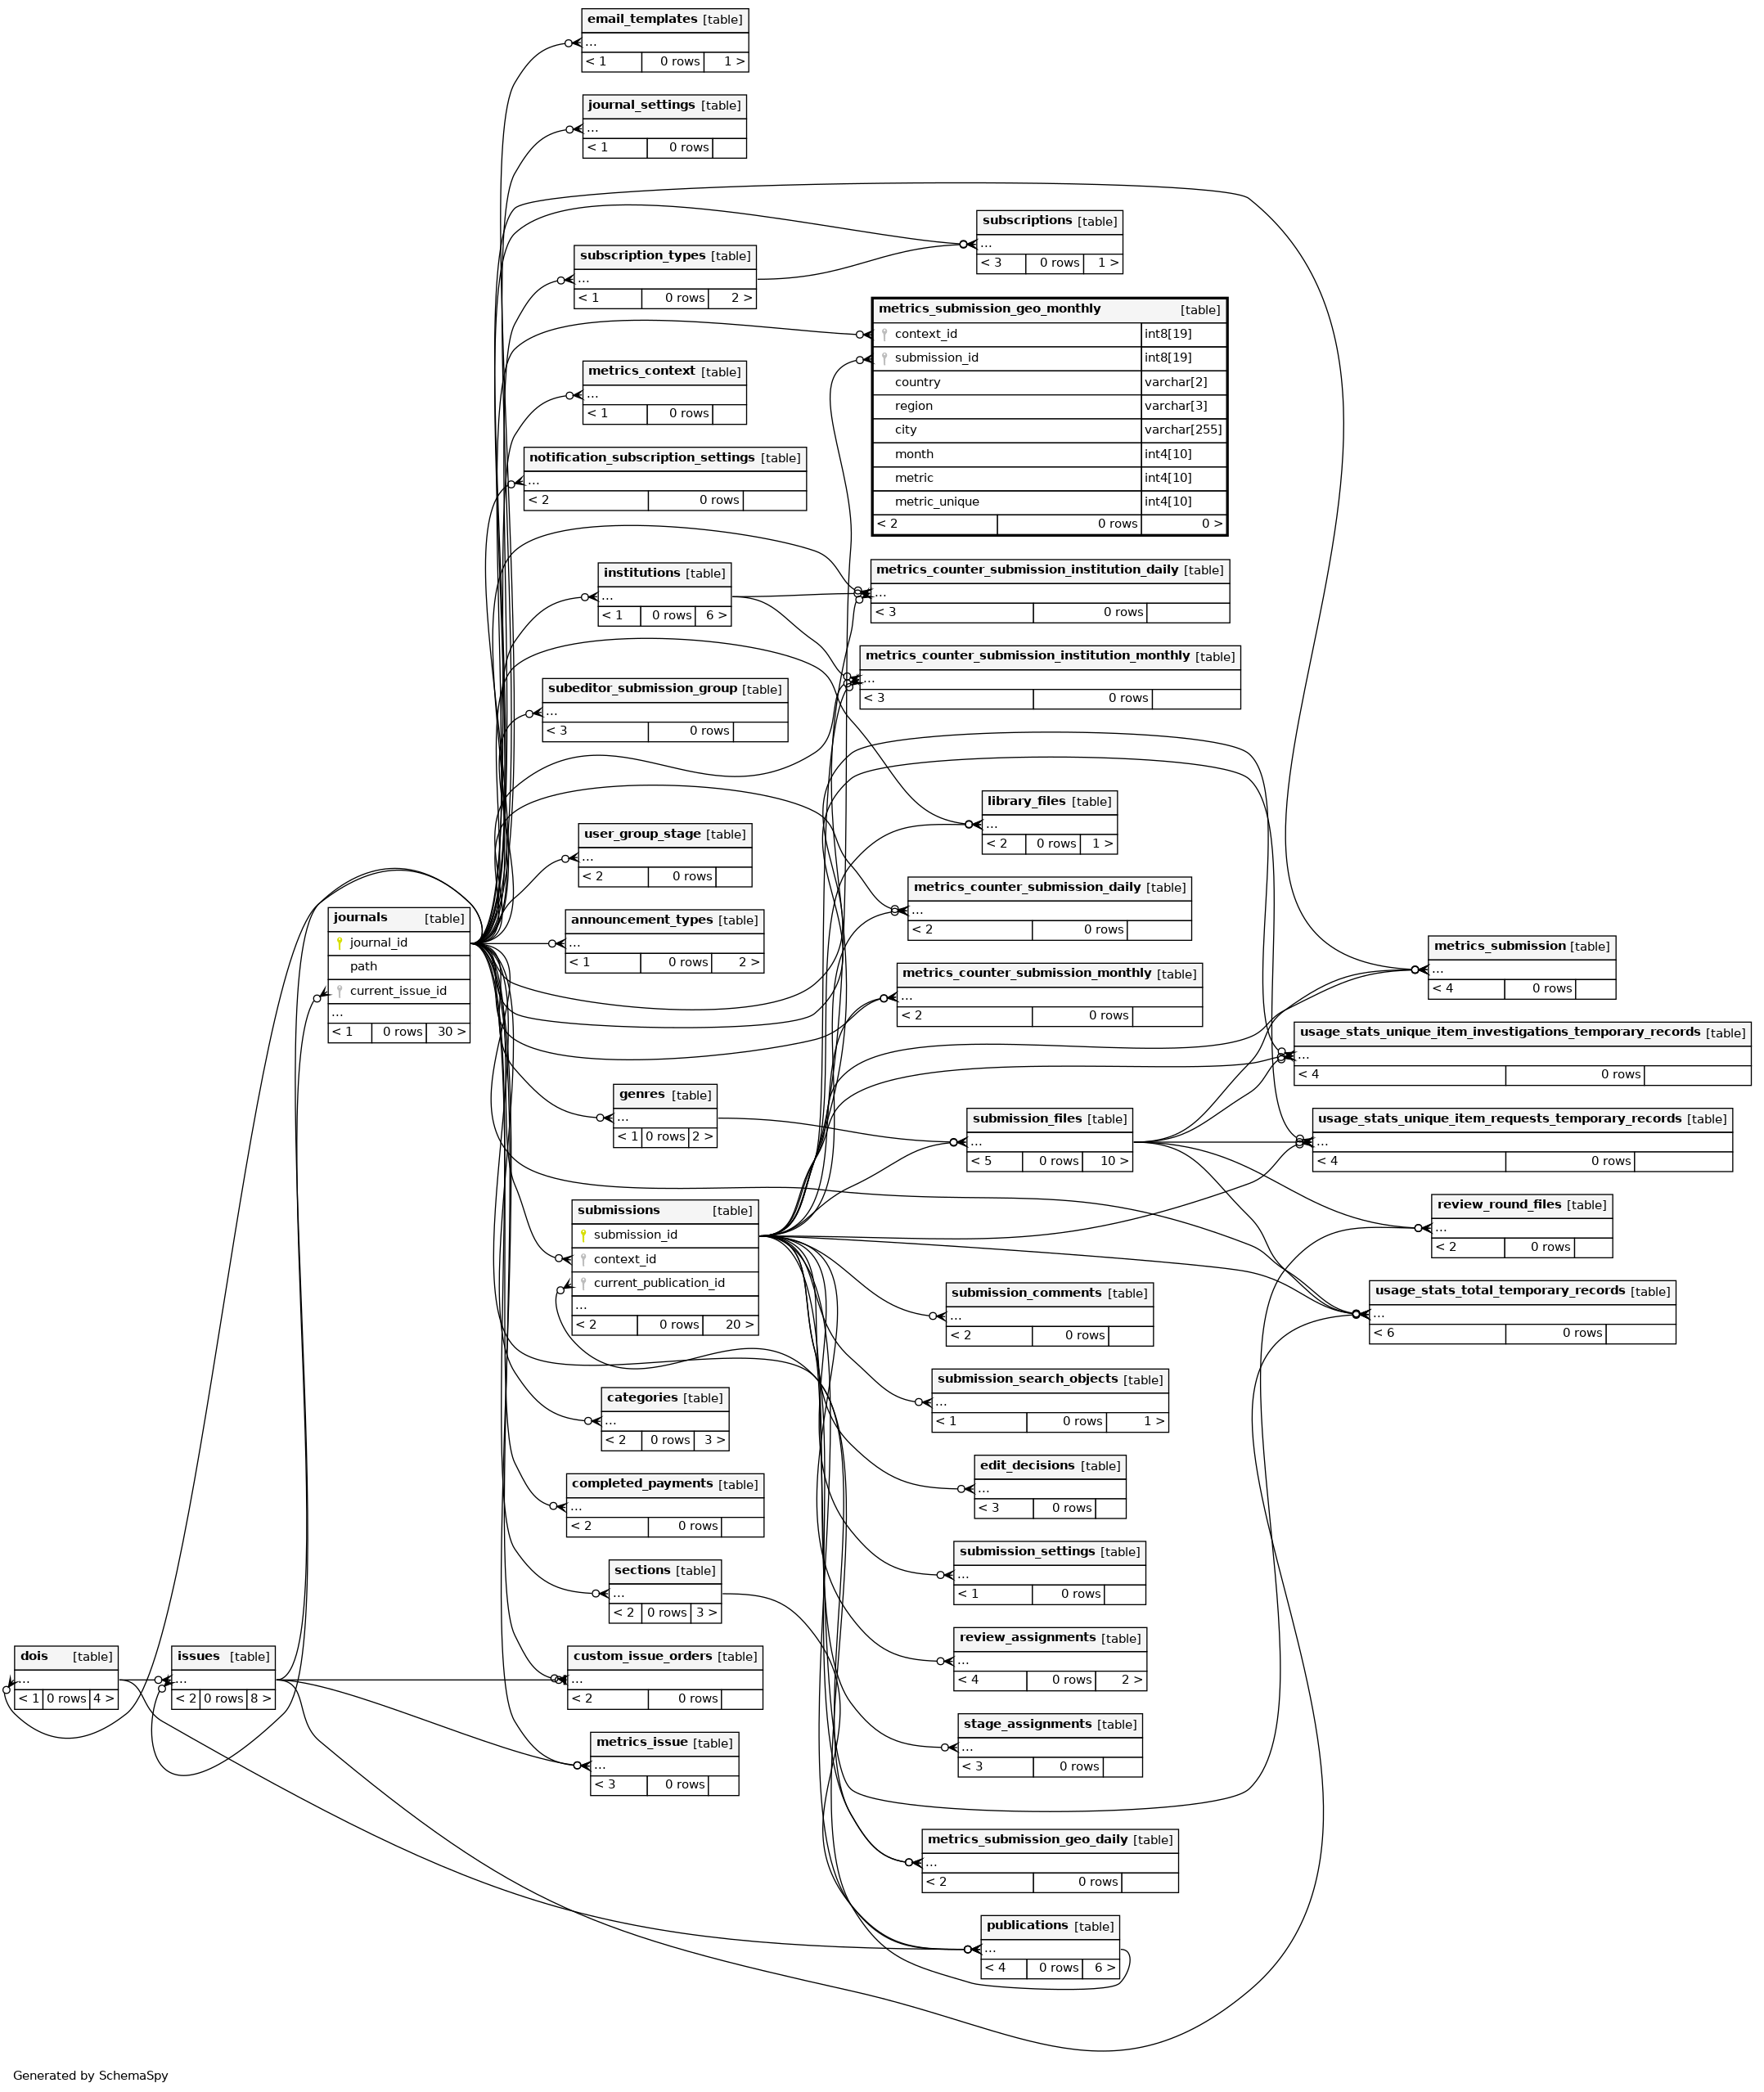 email_templates [table]
...
< 1 0 rows 1 >
journal_settings [table]
...
< 1 0 rows
subscriptions [table]
...
< 3 0 rows 1 >
subscription_types [table]
...
< 1 0 rows 2 >
metrics_submission_geo_monthly [table]
context_id int8[19]
submission_id int8[19]
country varchar[2]
region varchar[3]
city varchar[255]
month int4[10]
metric int4[10]
metric_unique int4[10]
< 2 0 rows 0 >
metrics_context [table]
...
< 1 0 rows
notification_subscription_settings [table]
...
< 2 0 rows
institutions [table]
...
< 1 0 rows 6 >
metrics_counter_submission_institution_daily [table]
...
< 3 0 rows
metrics_counter_submission_institution_monthly [table]
...
< 3 0 rows
subeditor_submission_group [table]
...
< 3 0 rows
library_files [table]
...
< 2 0 rows 1 >
user_group_stage [table]
...
< 2 0 rows
metrics_counter_submission_daily [table]
...
< 2 0 rows
journals [table]
journal_id
path
current_issue_id
...
< 1 0 rows 30 >
announcement_types [table]
...
< 1 0 rows 2 >
metrics_counter_submission_monthly [table]
...
< 2 0 rows
metrics_submission [table]
...
< 4 0 rows
usage_stats_unique_item_investigations_temporary_records [table]
...
< 4 0 rows
genres [table]
...
< 1 0 rows 2 >
submission_files [table]
...
< 5 0 rows 10 >
usage_stats_unique_item_requests_temporary_records [table]
...
< 4 0 rows
submissions [table]
submission_id
context_id
current_publication_id
...
< 2 0 rows 20 >
review_round_files [table]
...
< 2 0 rows
submission_comments [table]
...
< 2 0 rows
usage_stats_total_temporary_records [table]
...
< 6 0 rows
submission_search_objects [table]
...
< 1 0 rows 1 >
categories [table]
...
< 2 0 rows 3 >
edit_decisions [table]
...
< 3 0 rows
completed_payments [table]
...
< 2 0 rows
submission_settings [table]
...
< 1 0 rows
sections [table]
...
< 2 0 rows 3 >
review_assignments [table]
...
< 4 0 rows 2 >
dois [table]
...
< 1 0 rows 4 >
issues [table]
...
< 2 0 rows 8 >
custom_issue_orders [table]
...
< 2 0 rows
stage_assignments [table]
...
< 3 0 rows
metrics_issue [table]
...
< 3 0 rows
metrics_submission_geo_daily [table]
...
< 2 0 rows
publications [table]
...
< 4 0 rows 6 >
Generated by SchemaSpy